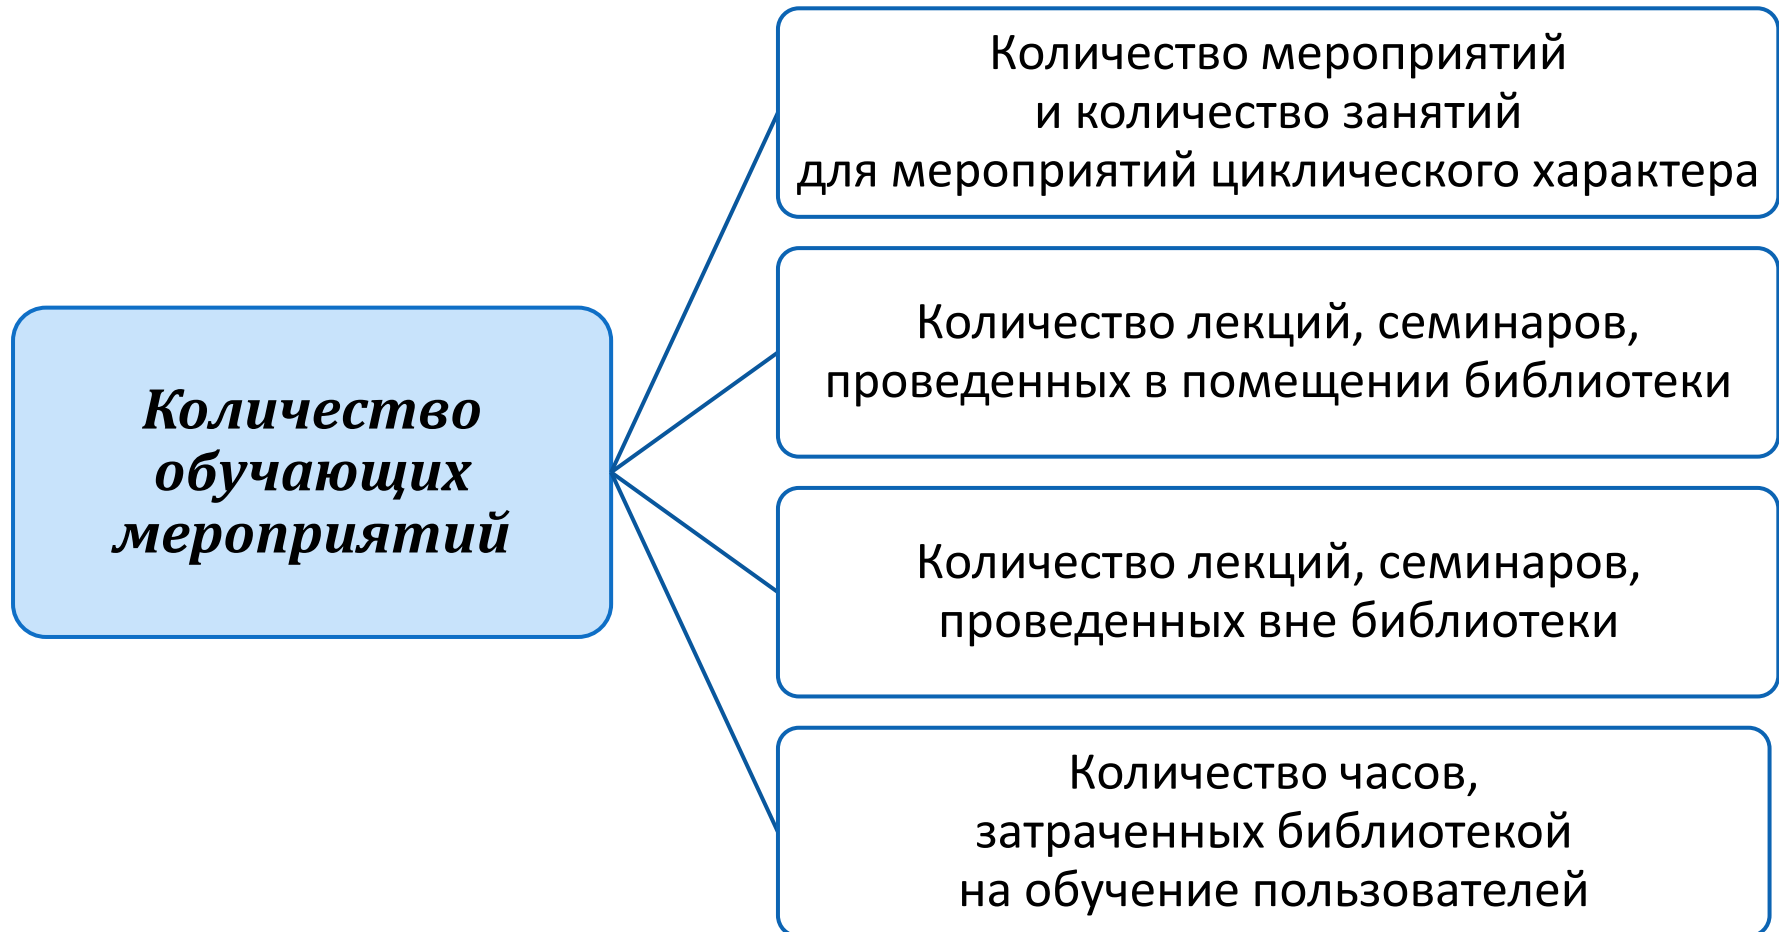 Количество
обучающих
мероприятий
Количество мероприятий
и количество занятий
для мероприятий циклического характера
Количество лекций, семинаров,
проведенных в помещении библиотеки
Количество лекций, семинаров,
проведенных вне библиотеки
Количество часов,
затраченных библиотекой
на обучение пользователей